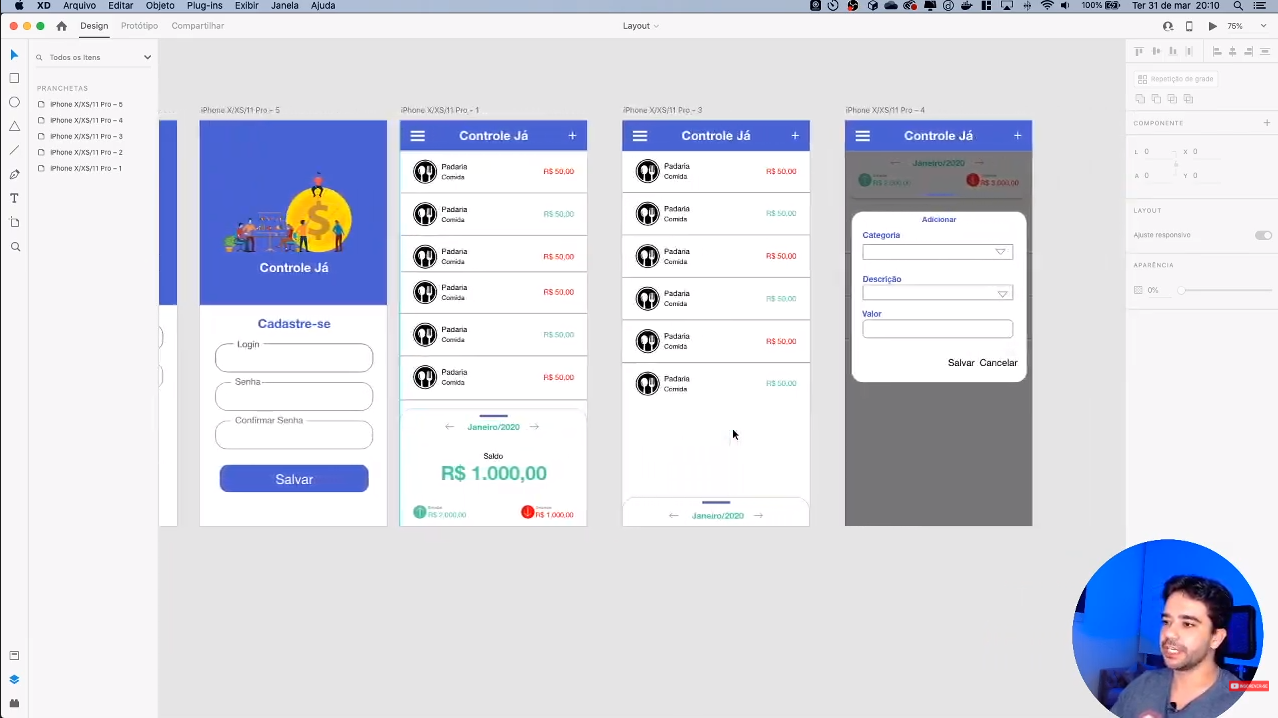 XD Arquivo Editar Objeto Plug-ins Exibir Janela Ajuda
100% Ter 31 de mar 20:10
Design Protótipo Compartilhar
Layout
75%
Todos os Itens
PRANCHETAS
iPhone X/XS/11 Pro – 5
iPhone X/XS/11 Pro – 4
iPhone X/XS/11 Pro – 3
iPhone X/XS/11 Pro – 2
iPhone X/XS/11 Pro – 1
iPhone X/XS/11 Pro – 5
Controle Já
Cadastre-se
Login
Senha
Confirmar Senha
Salvar
iPhone X/XS/11 Pro – 1
Controle Já +
Padaria
Comida
R$ 50,00
Padaria
Comida
R$ 50,00
Padaria
Comida
R$ 50,00
Padaria
Comida
R$ 50,00
Padaria
Comida
R$ 50,00
Padaria
Comida
R$ 50,00
Janeiro/2020
Saldo
R$ 1.000,00
R$ 2.000,00
R$ 1.000,00
iPhone X/XS/11 Pro – 3
Controle Já +
Padaria
Comida
R$ 50,00
Padaria
Comida
R$ 50,00
Padaria
Comida
R$ 50,00
Padaria
Comida
R$ 50,00
Padaria
Comida
R$ 50,00
Padaria
Comida
R$ 50,00
Janeiro/2020
iPhone X/XS/11 Pro – 4
Controle Já +
Janeiro/2020
Adicionar
Categoria
Descrição
Valor
Salvar Cancelar
Repetição de grade
COMPONENTE
L 0 X 0
A 0 Y 0
LAYOUT
Ajuste responsivo
APARÊNCIA
0%